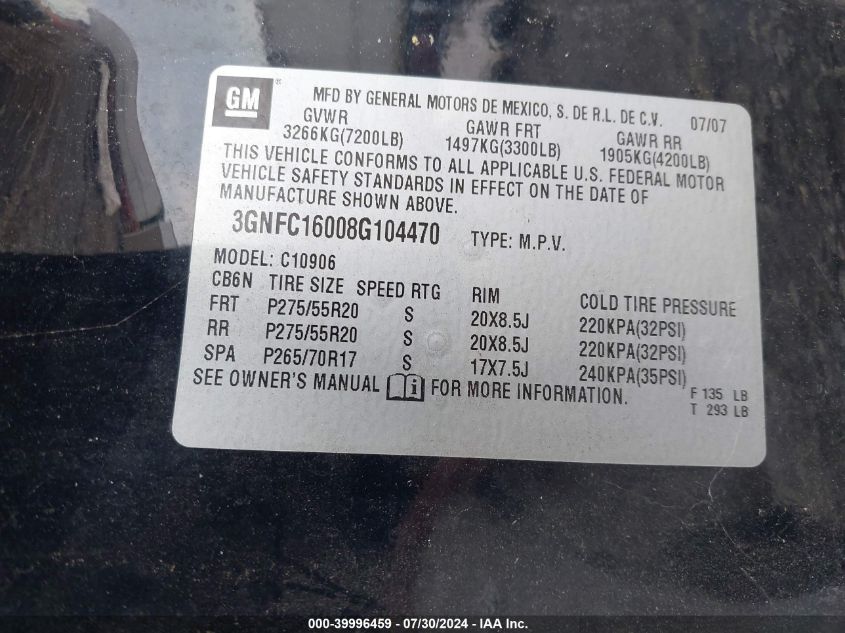 GM® MFD BY GENERAL MOTORS DE MEXICO, S. DE R.L. DE C.V. 07/07
GVWR GAWR FRT GAWR RR
3266KG(7200LB) 1497KG(3300LB) 1905KG(4200LB)
THIS VEHICLE CONFORMS TO ALL APPLICABLE U.S. FEDERAL MOTOR
VEHICLE SAFETY STANDARDS IN EFFECT ON THE DATE OF
MANUFACTURE SHOWN ABOVE.
3GNFC16008G104470 TYPE: M.P.V.
MODEL: C10906
CB6N TIRE SIZE SPEED RTG RIM COLD TIRE PRESSURE
FRT P275/55R20 S 20X8.5J 220KPA(32PSI)
RR P275/55R20 S 20X8.5J 220KPA(32PSI)
SPA P265/70R17 S 17X7.5J 240KPA(35PSI)
SEE OWNER'S MANUAL FOR MORE INFORMATION.
F 135 LB
T 293 LB
000-39996459 - 07/30/2024 - IAA Inc.